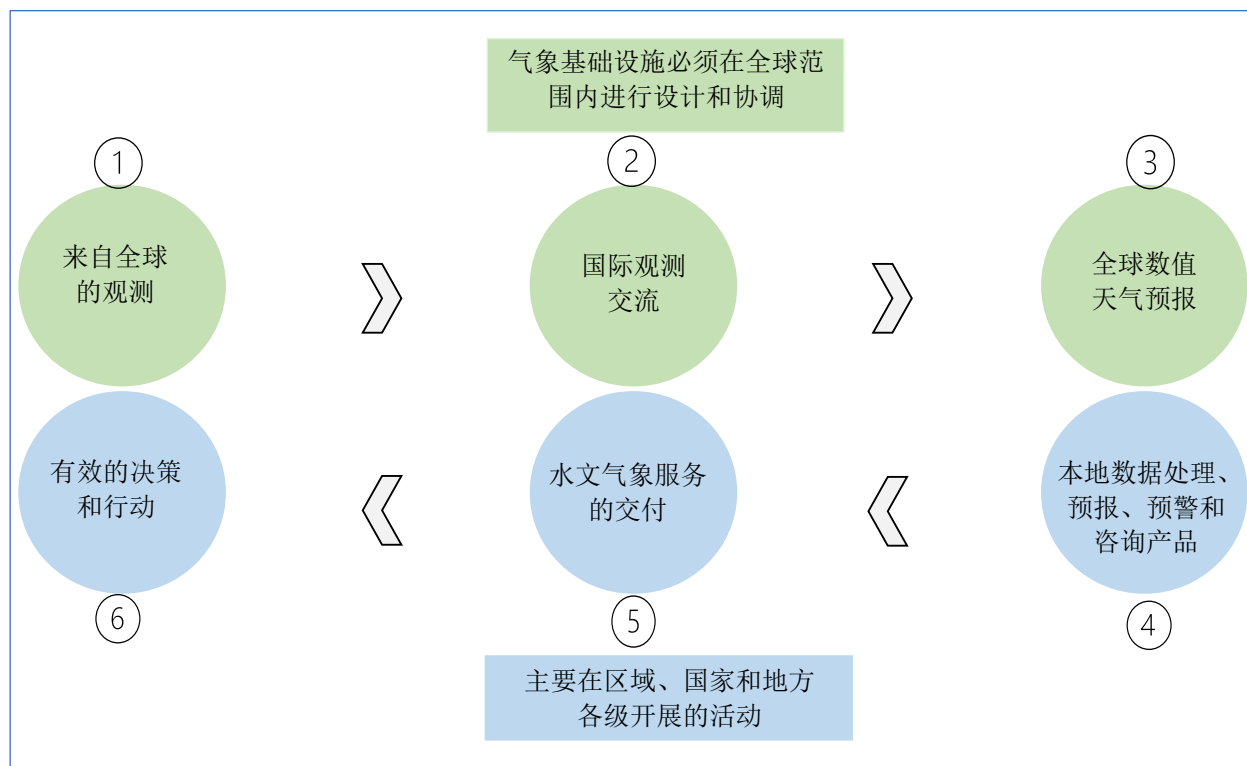 气象基础设施必须在全球范
围内进行设计和协调
1
2
3
来自全球
的观测
国际观测
交流
全球数值
天气预报
有效的决策
和行动
水文气象服务
的交付
本地数据处理、
预报、预警和
咨询产品
6
5
4
主要在区域、国家和地方
各级开展的活动